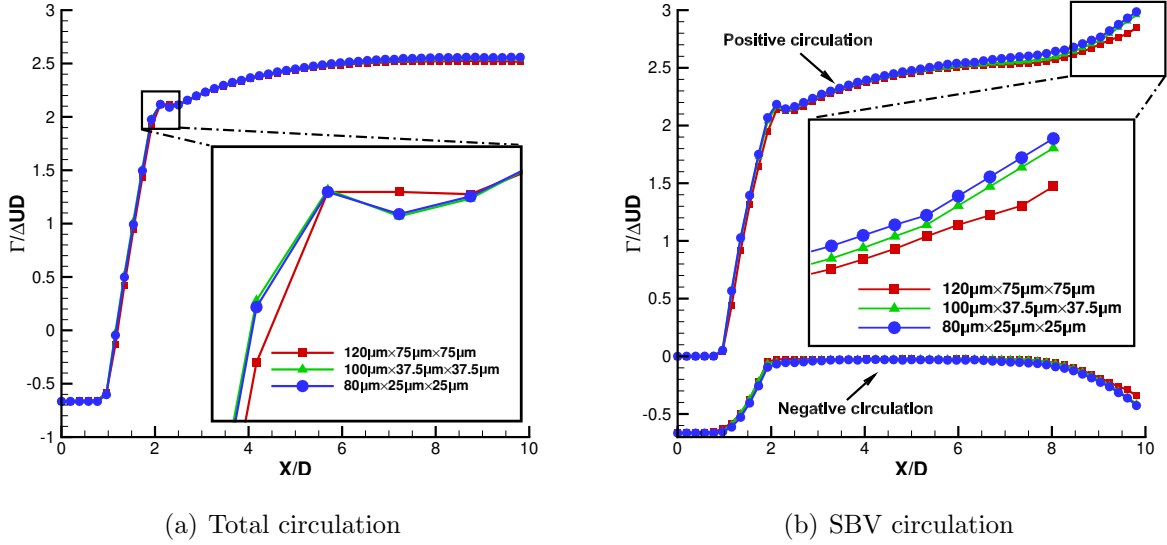 3
2.5
2
1.5
1
0.5
0
-0.5
-1
Γ/ΔUD
120µm×75µm×75µm
100µm×37.5µm×37.5µm
80µm×25µm×25µm
0 2 4 6 8 10
X/D
(a) Total circulation
3
2.5
2
1.5
1
0.5
0
-0.5
Γ/ΔUD
Positive circulation
120µm×75µm×75µm
100µm×37.5µm×37.5µm
80µm×25µm×25µm
Negative circulation
0 2 4 6 8 10
X/D
(b) SBV circulation